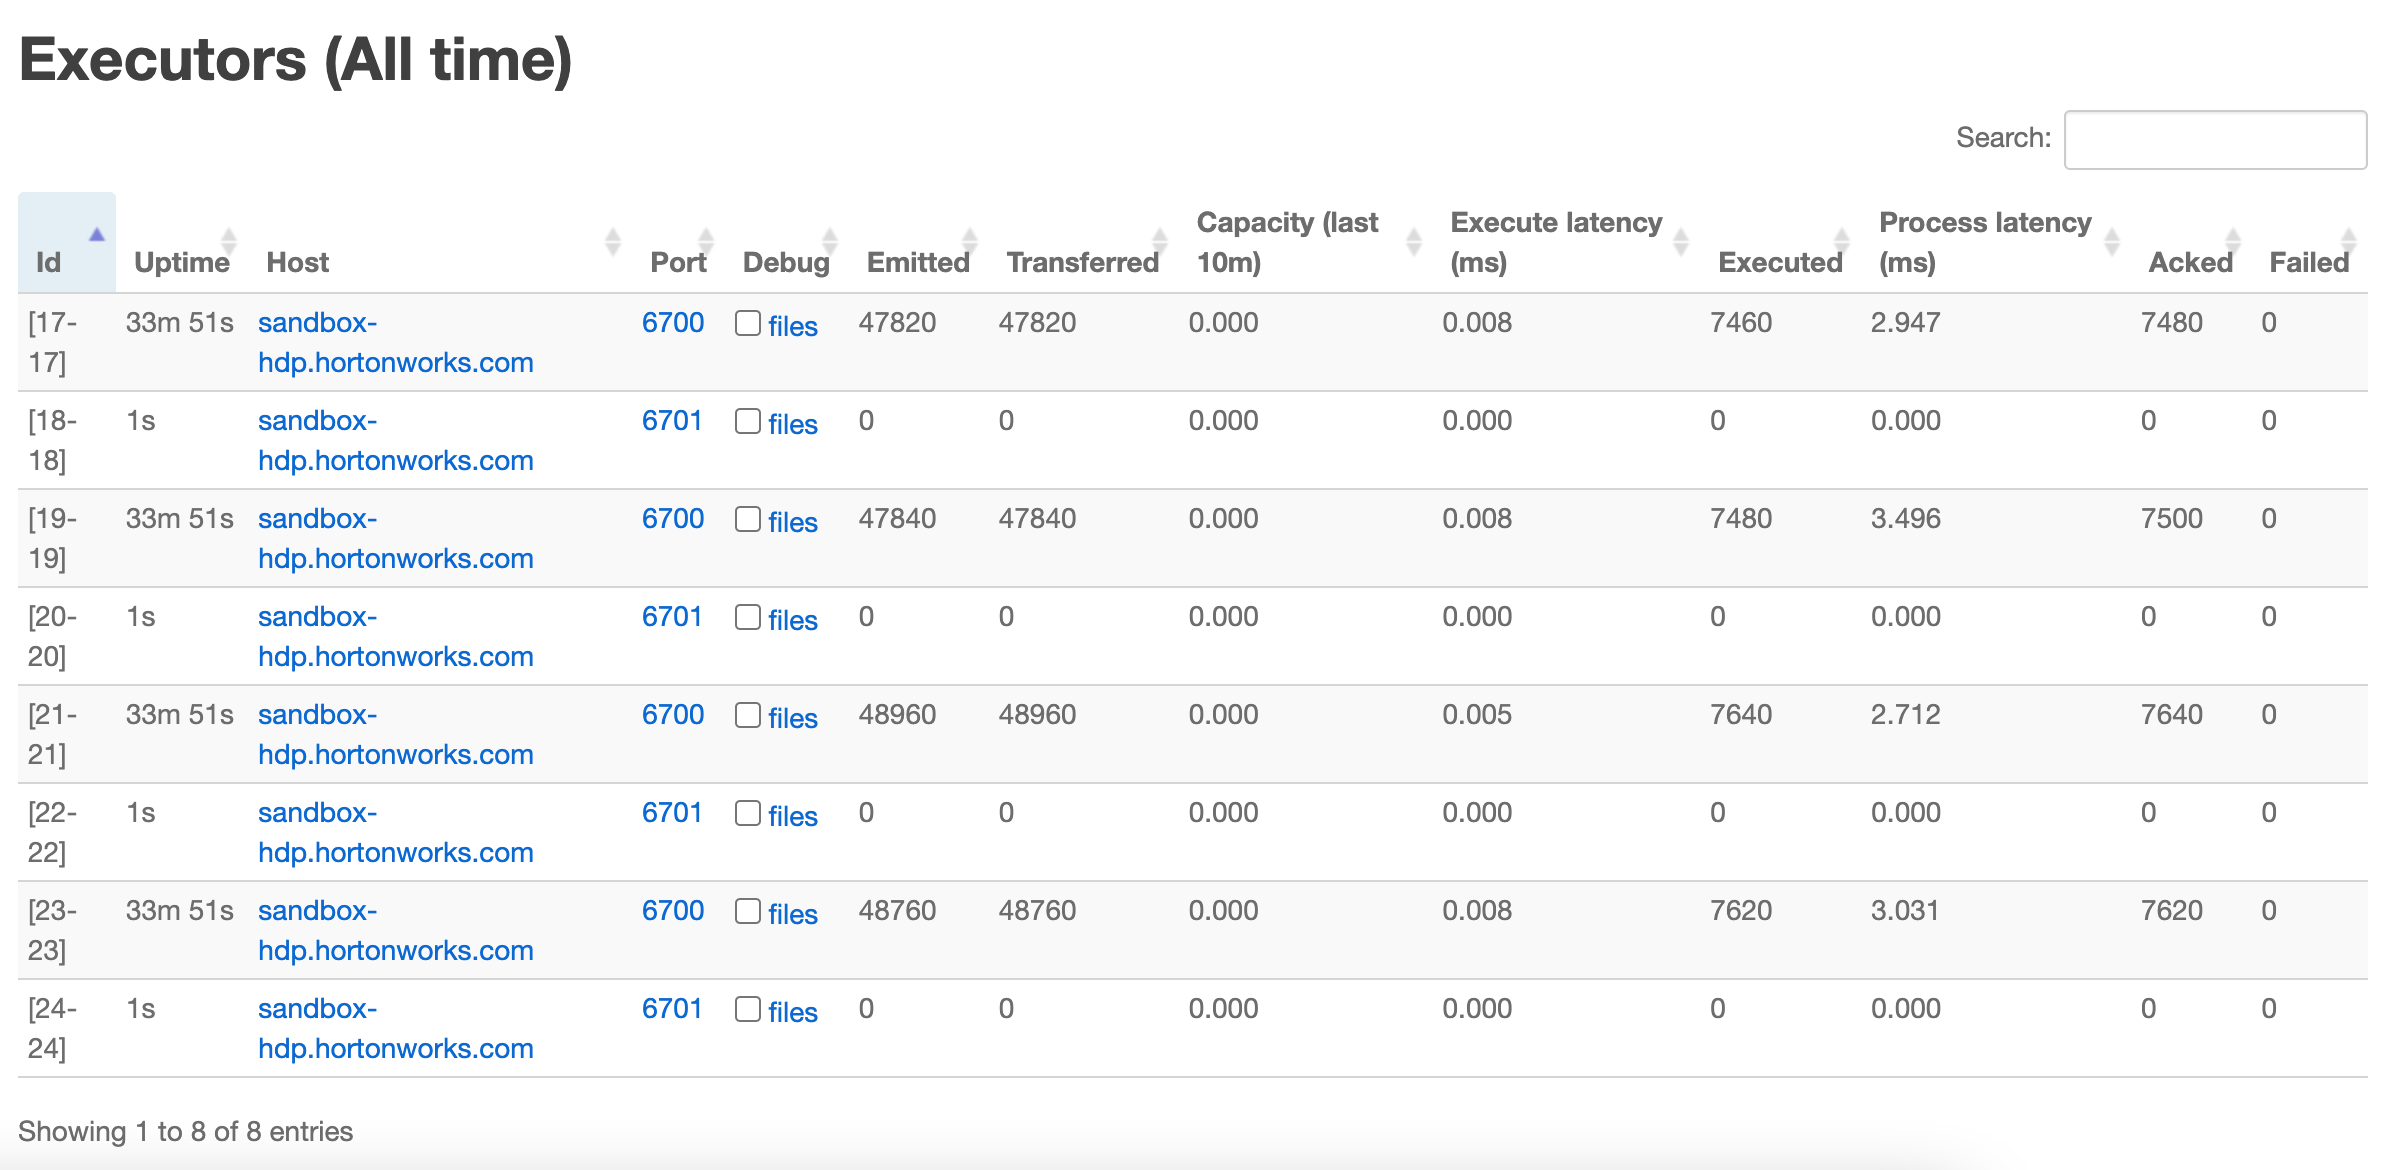 Executors (All time)
Search:
Id Uptime Host Port Debug Emitted Transferred Capacity (last 10m) Execute latency (ms) Executed Process latency (ms) Acked Failed
[17- 33m 51s sandbox- 6700 files 47820 47820 0.000 0.008 7460 2.947 7480 0
17] hdp.hortonworks.com
[18- 1s sandbox- 6701 files 0 0 0.000 0.000 0 0.000 0 0
18] hdp.hortonworks.com
[19- 33m 51s sandbox- 6700 files 47840 47840 0.000 0.008 7480 3.496 7500 0
19] hdp.hortonworks.com
[20- 1s sandbox- 6701 files 0 0 0.000 0.000 0 0.000 0 0
20] hdp.hortonworks.com
[21- 33m 51s sandbox- 6700 files 48960 48960 0.000 0.005 7640 2.712 7640 0
21] hdp.hortonworks.com
[22- 1s sandbox- 6701 files 0 0 0.000 0.000 0 0.000 0 0
22] hdp.hortonworks.com
[23- 33m 51s sandbox- 6700 files 48760 48760 0.000 0.008 7620 3.031 7620 0
23] hdp.hortonworks.com
[24- 1s sandbox- 6701 files 0 0 0.000 0.000 0 0.000 0 0
24] hdp.hortonworks.com
Showing 1 to 8 of 8 entries